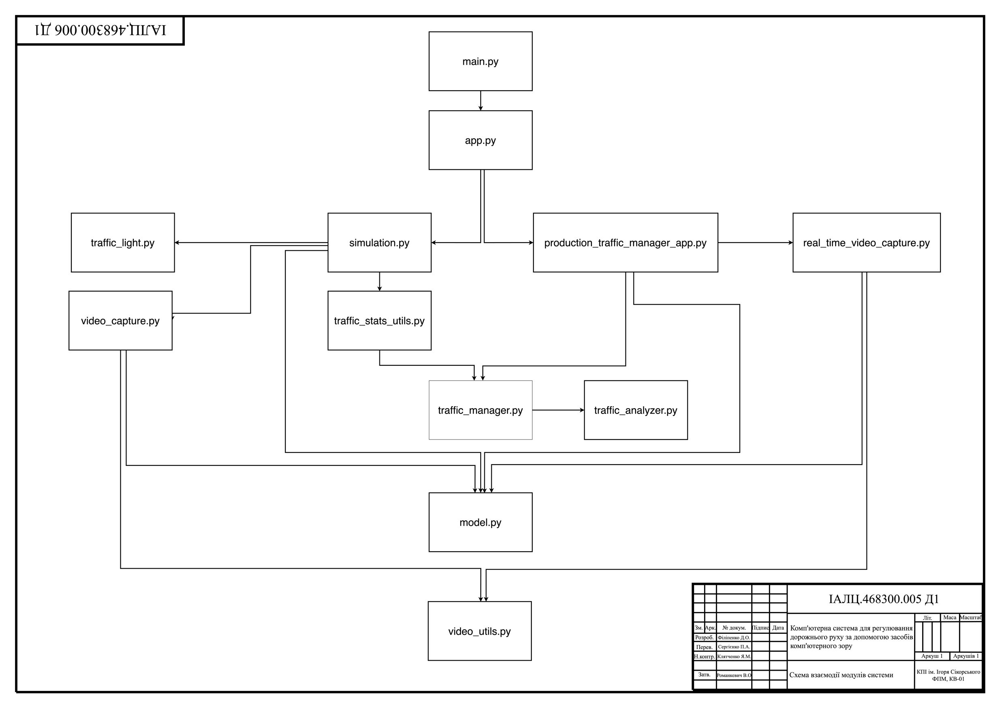 ІАЛЦ.468300.006 Д1
main.py
app.py
traffic_light.py
simulation.py
production_traffic_manager_app.py
real_time_video_capture.py
video_capture.py
traffic_stats_utils.py
traffic_manager.py
traffic_analyzer.py
model.py
video_utils.py
ІАЛЦ.468300.005 Д1
Зм. Арк. № докум. Підпис Дата
Розроб. Філіпенко Д.О.
Перев. Сергієнко П.А.
Н.контр. Клятченко Я.М.
Затв. Романкевич В.О
Комп'ютерна система для регулювання
дорожнього руху за допомогою засобів
комп'ютерного зору
Літ. Маса Масштаб
Аркуш 1 Аркушів 1
Схема взаємодії модулів системи
КПІ ім. Ігоря Сікорського
ФПМ, КВ-01